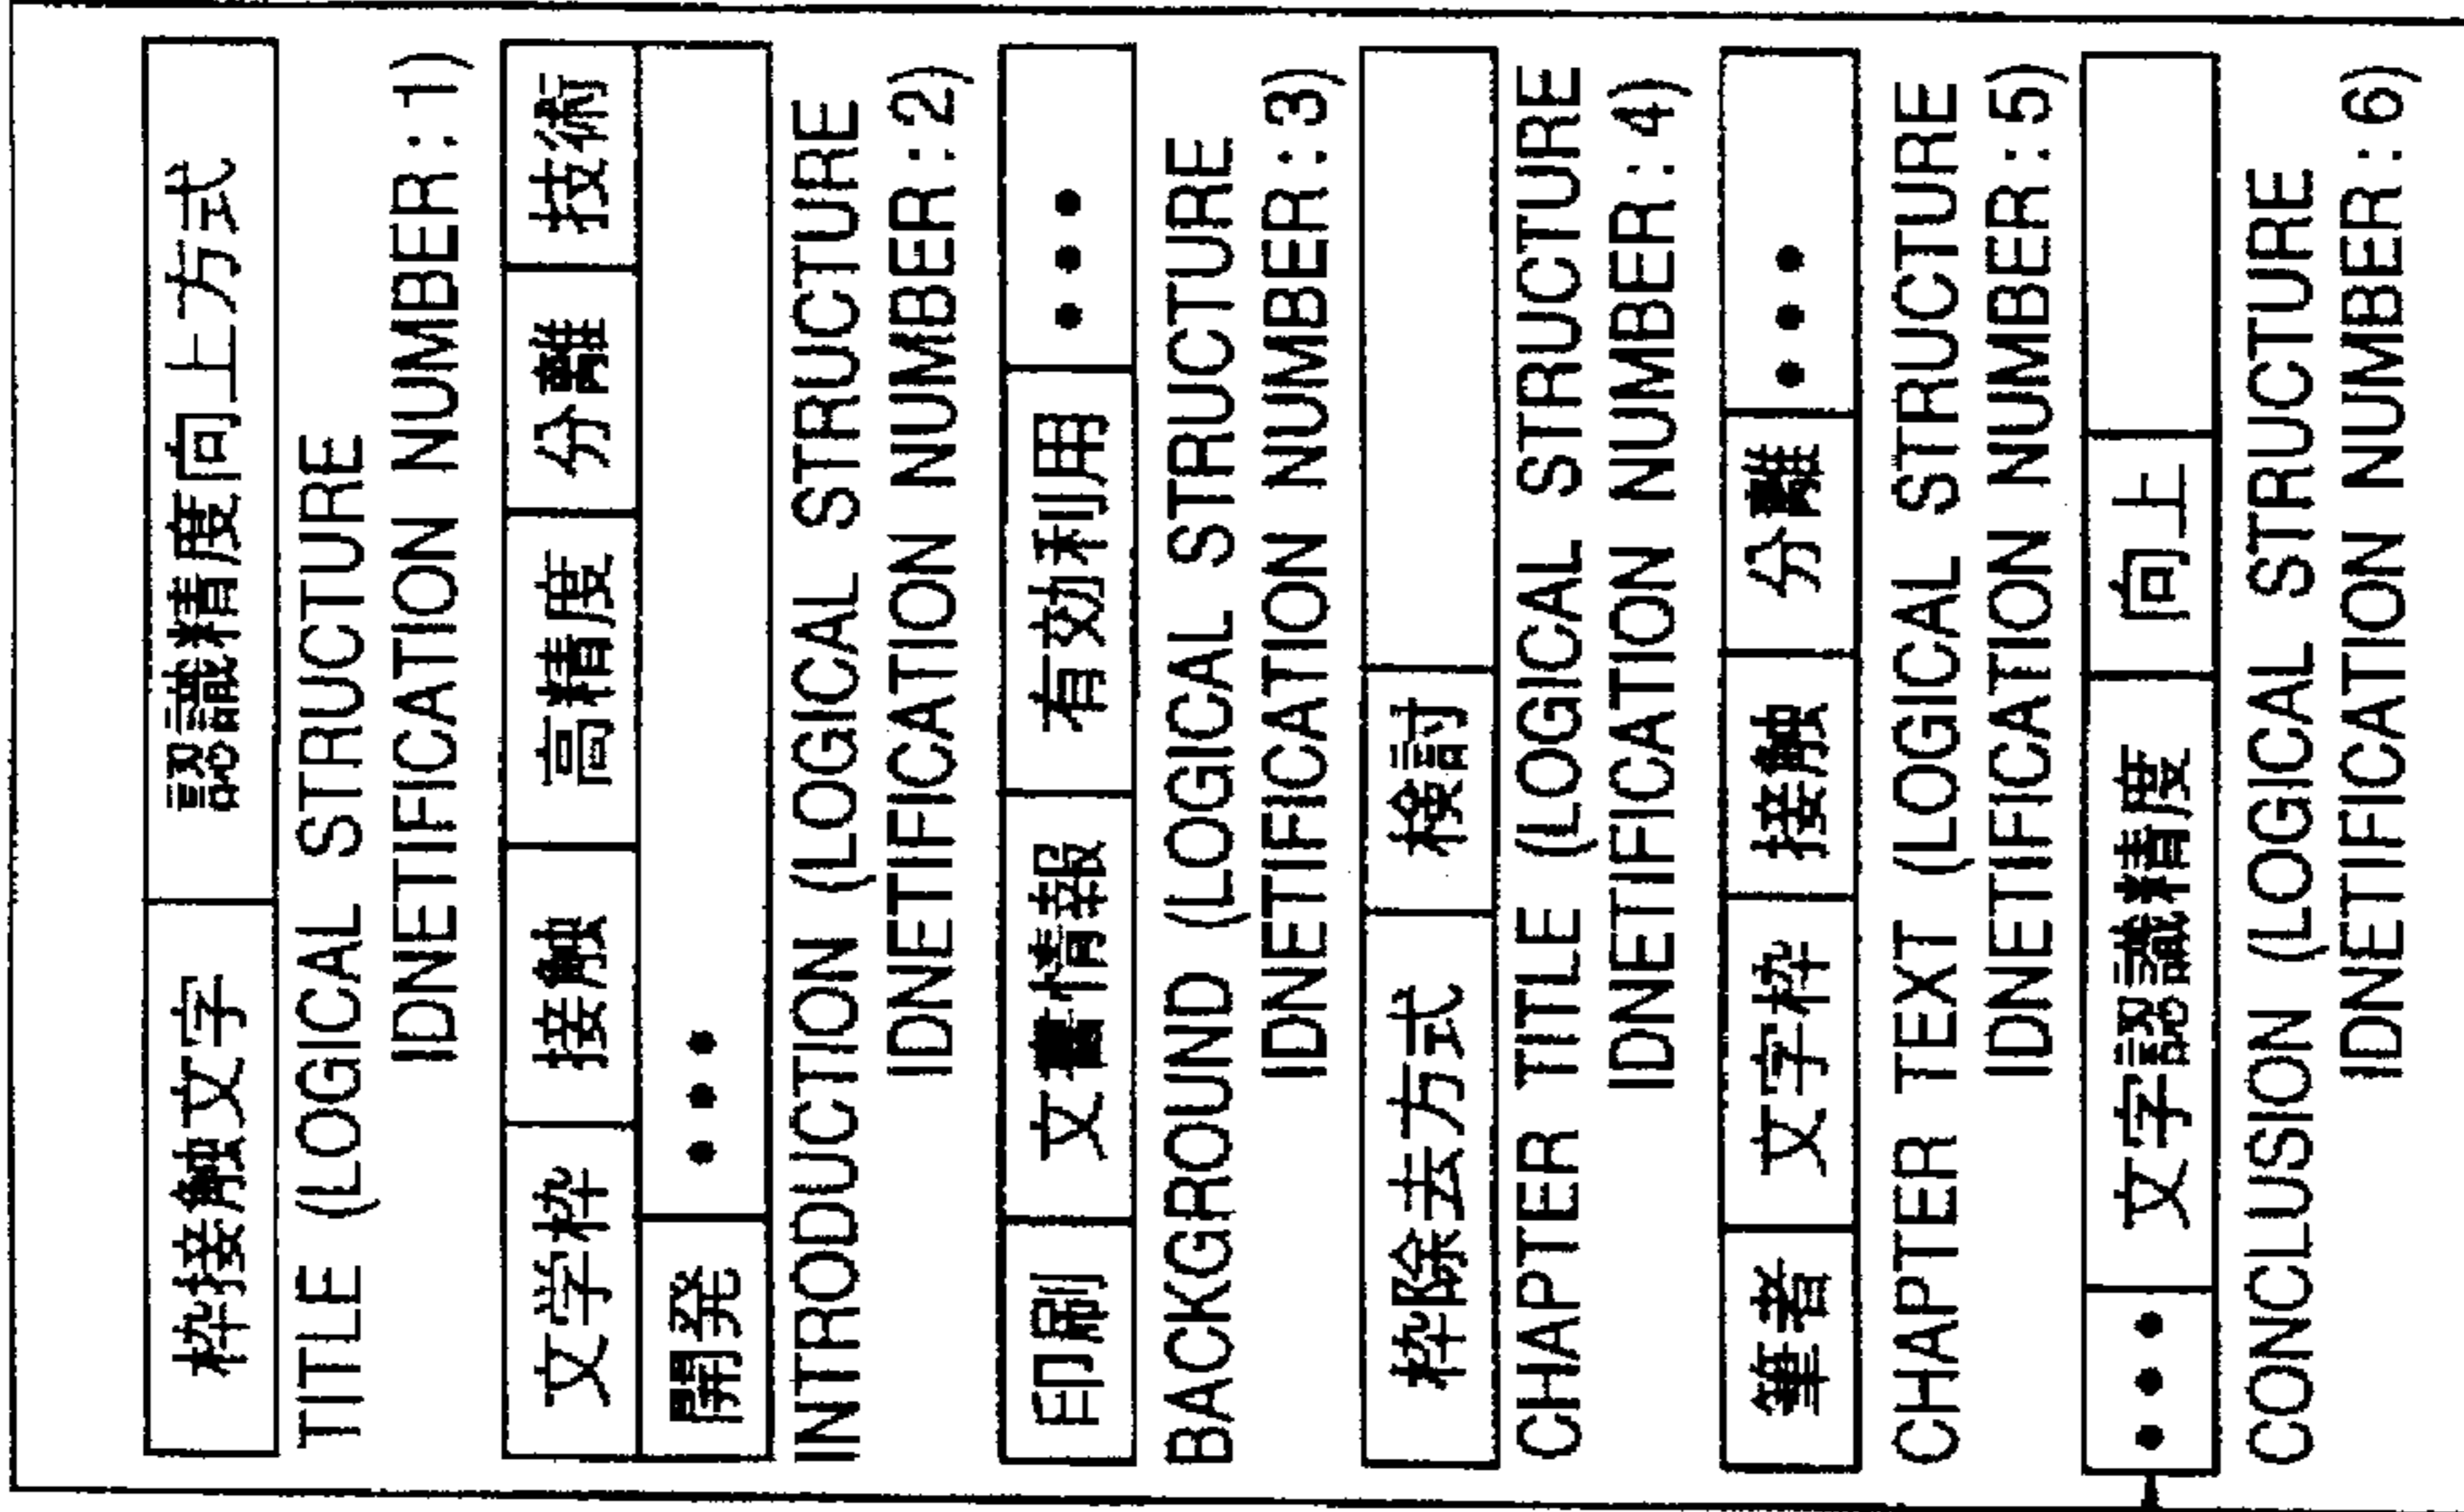 枠接触文字 認識精度向上方式
TITLE (LOGICAL STRUCTURE
IDNETIFICATION NUMBER : 1)
文字枠 接触 高精度 分離 技術
開発 •••
INTRODUCTION (LOGICAL STRUCTURE
IDNETIFICATION NUMBER : 2)
印刷 文書情報 有効利用 •••
BACKGROUND (LOGICAL STRUCTURE
IDNETIFICATION NUMBER : 3)
枠除去方式 検討
CHAPTER TITLE (LOGICAL STRUCTURE
IDNETIFICATION NUMBER : 4)
筆者 文字枠 接触 分離 •••
CHAPTER TEXT (LOGICAL STRUCTURE
IDNETIFICATION NUMBER : 5)
••• 文字認識精度 向上
CONCLUSION (LOGICAL STRUCTURE
IDNETIFICATION NUMBER : 6)